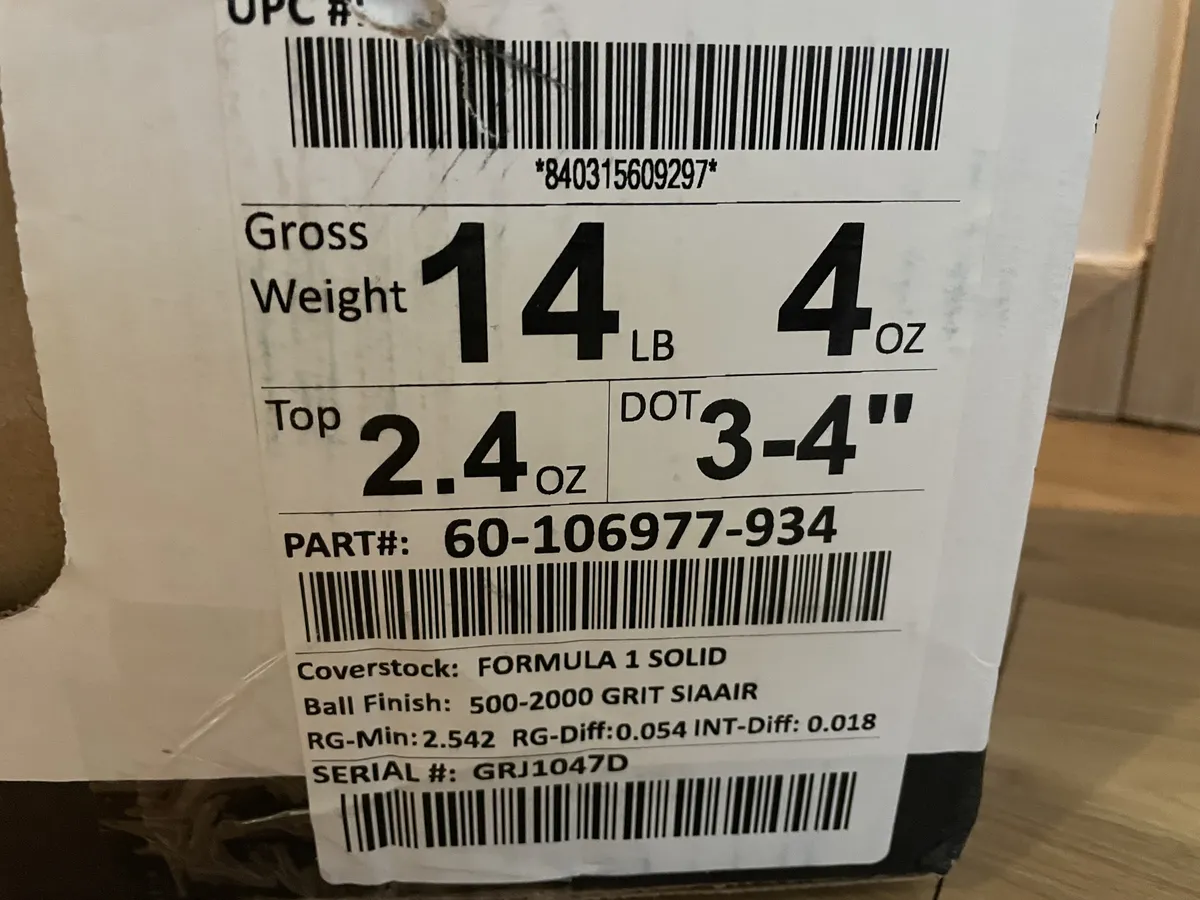 UPC #:
*840315609297*
Gross Weight 14 LB 4 OZ
Top 2.4 OZ DOT 3-4"
PART#: 60-106977-934
Coverstock: FORMULA 1 SOLID
Ball Finish: 500-2000 GRIT SIAAIR
RG-Min:2.542 RG-Diff:0.054 INT-Diff: 0.018
SERIAL #: GRJ1047D